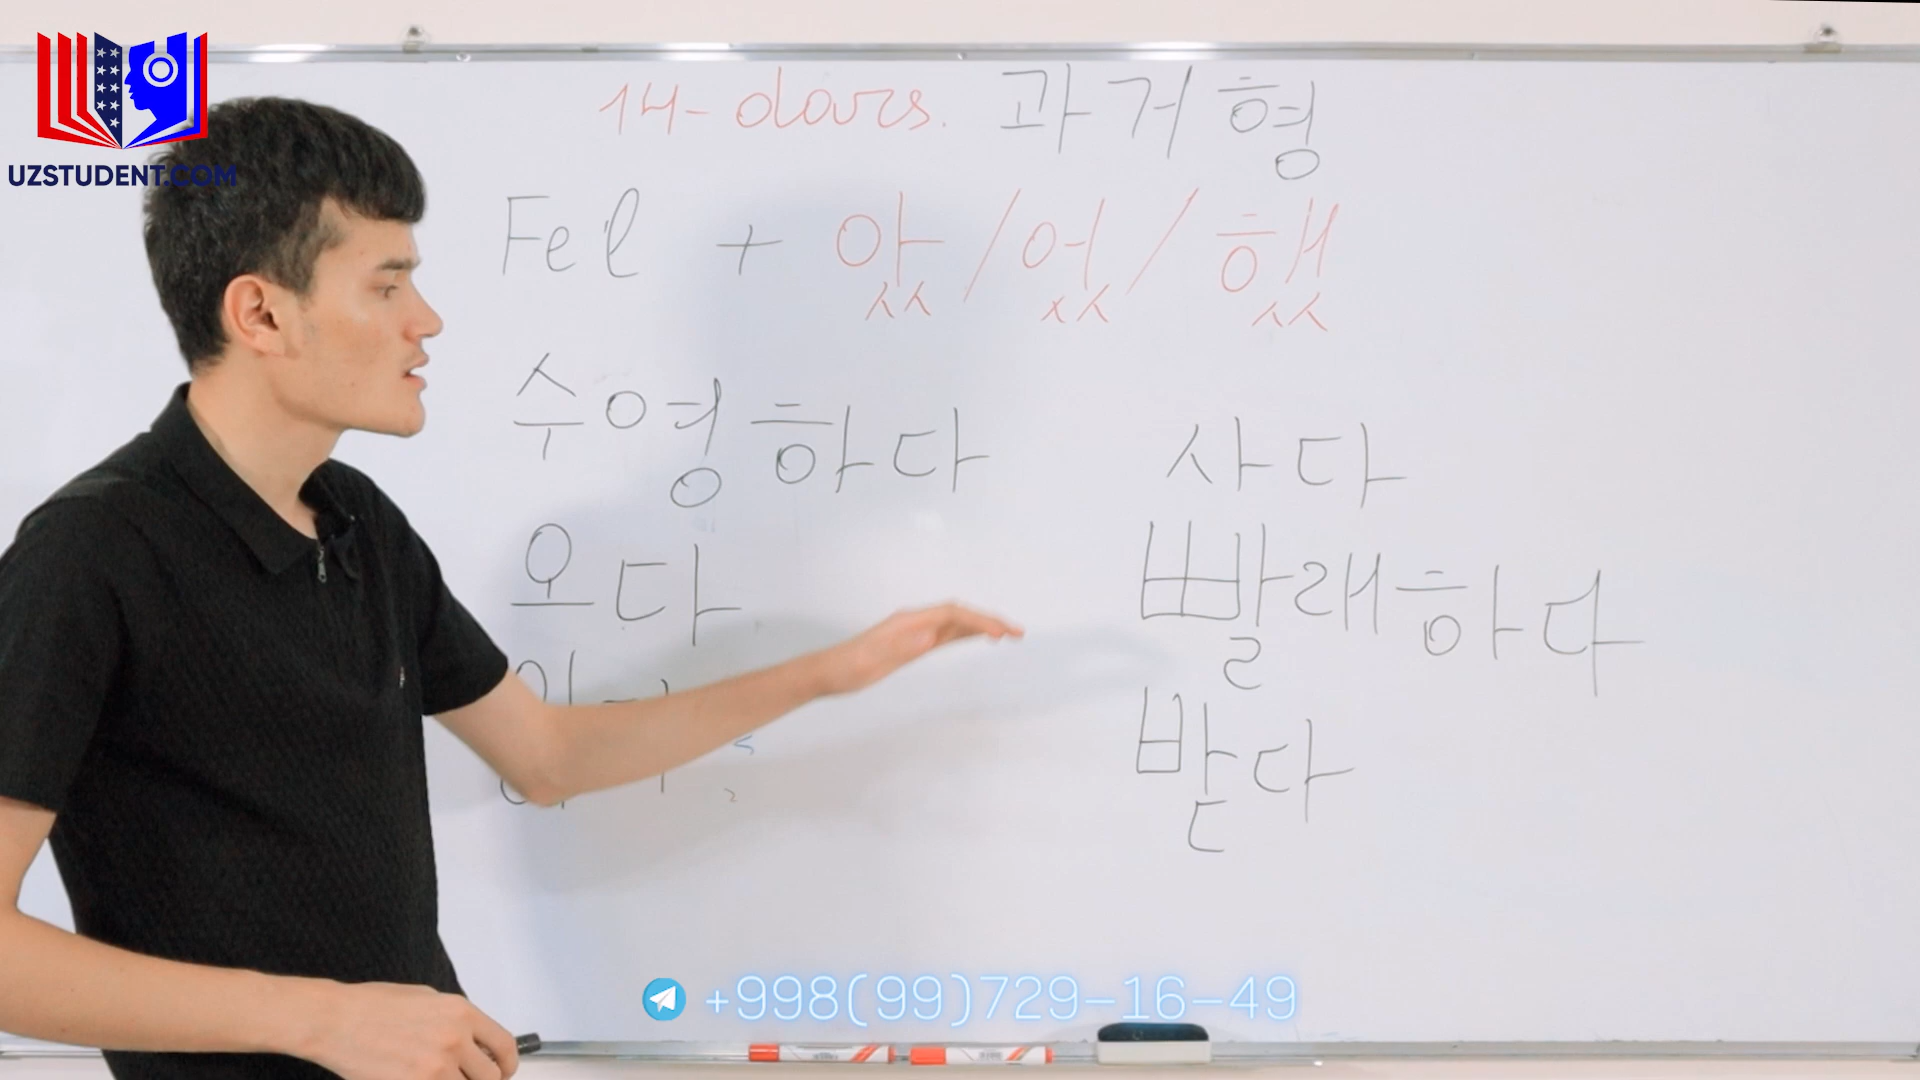 UZSTUDENT.COM
14-dars. 과거형
Fe'l + 았/었/했
수영하다
사다
오다
빨래하다
받다
+998(99)729-16-49